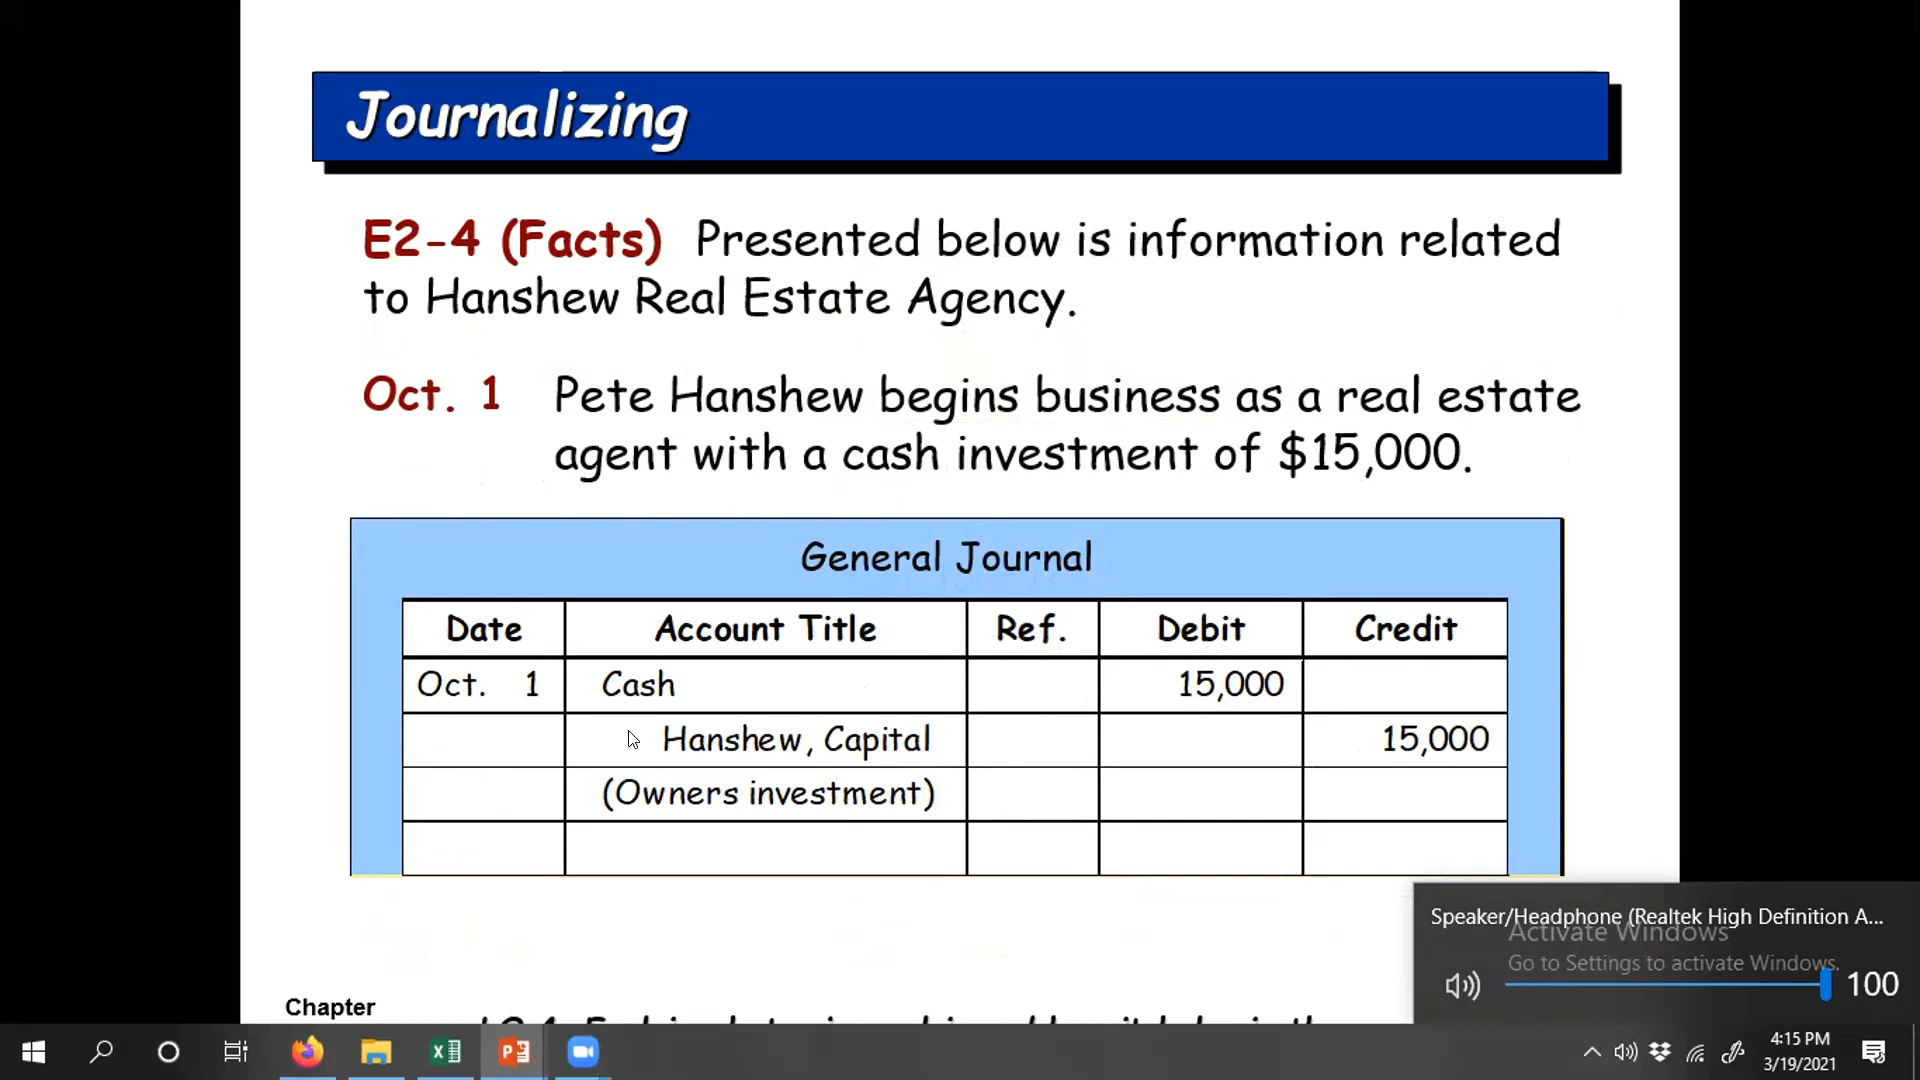 Journalizing
E2-4 (Facts) Presented below is information related
to Hanshew Real Estate Agency.
Oct. 1 Pete Hanshew begins business as a real estate
agent with a cash investment of $15,000.
General Journal
Date Account Title Ref. Debit Credit
Oct. 1 Cash 15,000
Hanshew, Capital 15,000
(Owners investment)
Speaker/Headphone (Realtek High Definition A...
Activate Windows
Go to Settings to activate Windows.
100
Chapter
4:15 PM
3/19/2021